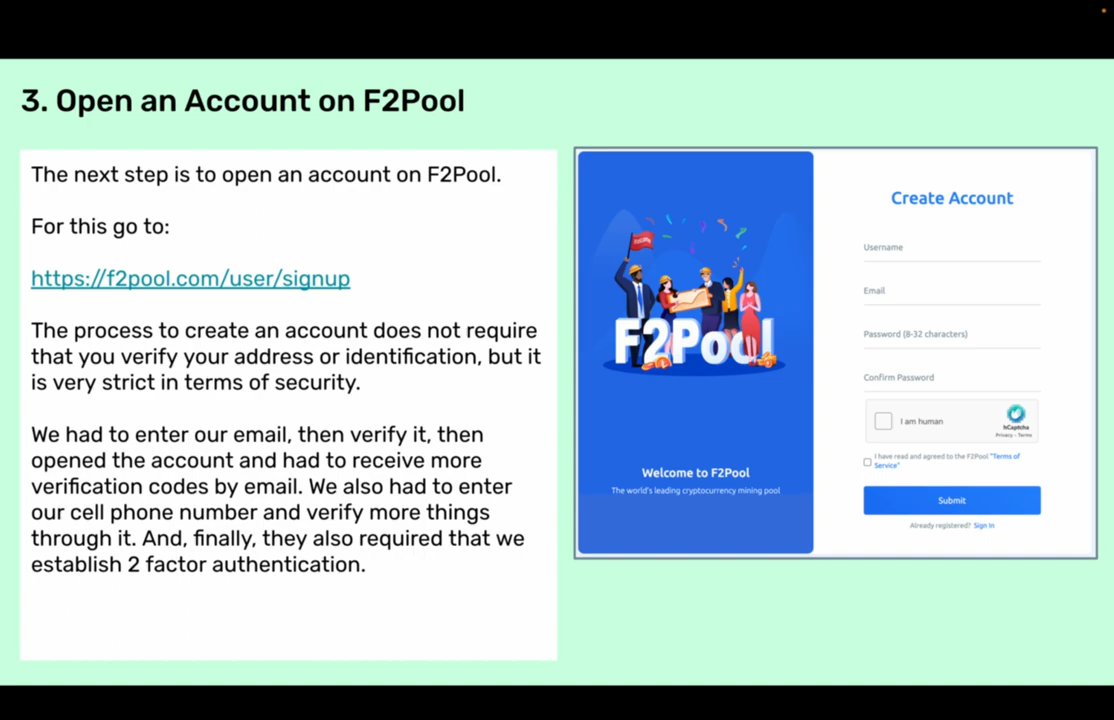 3. Open an Account on F2Pool
The next step is to open an account on F2Pool.
For this go to:
https://f2pool.com/user/signup
The process to create an account does not require
that you verify your address or identification, but it
is very strict in terms of security.
We had to enter our email, then verify it, then
opened the account and had to receive more
verification codes by email. We also had to enter
our cell phone number and verify more things
through it. And, finally, they also required that we
establish 2 factor authentication.
F2Pool
Welcome to F2Pool
The world's leading cryptocurrency mining pool
Create Account
Username
Email
Password (8-32 characters)
Confirm Password
I am human
hCaptcha
Privacy - Terms
I have read and agreed to the F2Pool "Terms of
Service"
Submit
Already registered? Sign In